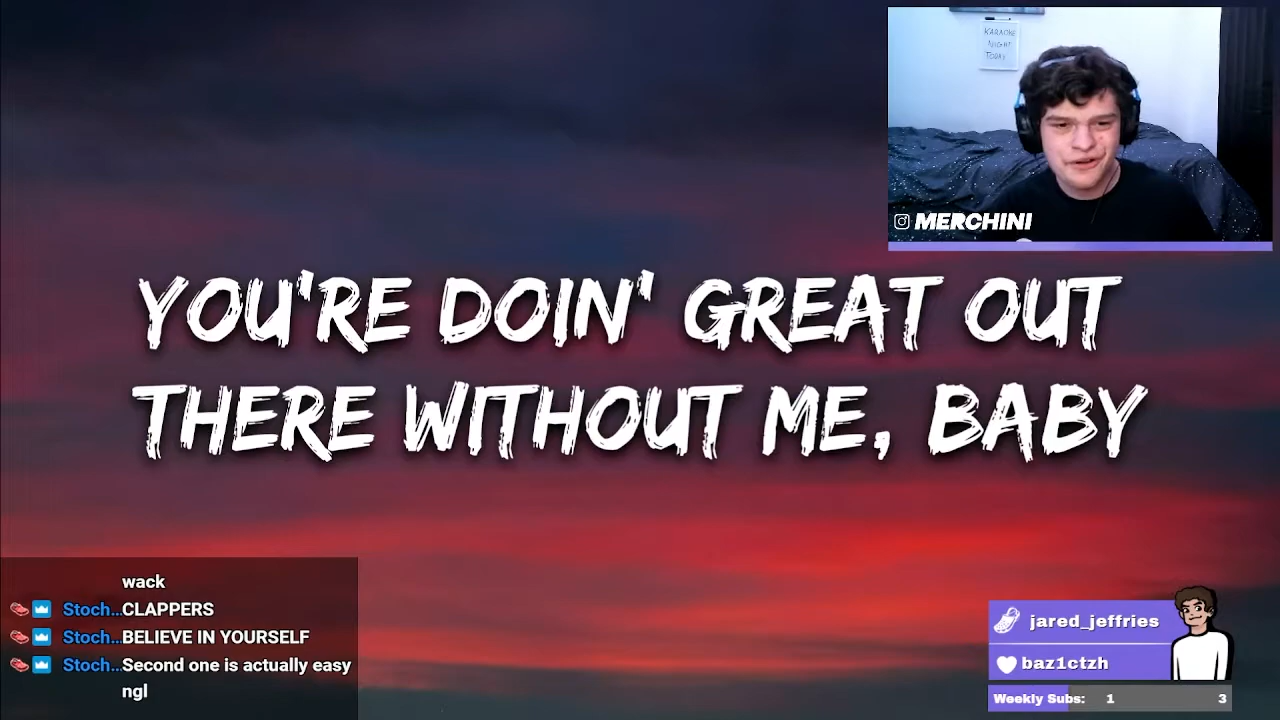 KARAOKE
NIGHT
TODAY
MERCHINI
YOU'RE DOIN' GREAT OUT
THERE WITHOUT ME, BABY
wack
Stoch...CLAPPERS
Stoch...BELIEVE IN YOURSELF
Stoch...Second one is actually easy
ngl
jared_jeffries
baz1ctzh
Weekly Subs: 1 3